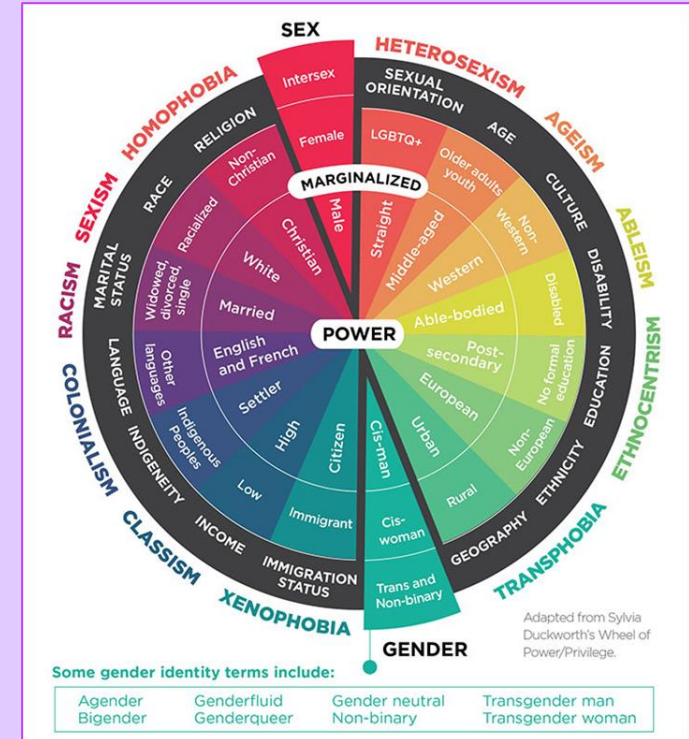 SEX
Intersex
Female
Male
HETEROSEXISM
AGEISM
ABLEISM
ETHNOCENTRISM
TRANSPHOBIA
XENOPHOBIA
CLASSISM
COLONIALISM
RACISM
SEXISM
HOMOPHOBIA
MARGINALIZED
POWER
SEXUAL
ORIENTATION
LGBTQ+
Straight
AGE
Older adults
youth
Middle-aged
CULTURE
Non-
Western
Western
DISABILITY
Disabled
Able-bodied
EDUCATION
No formal
education
Post-
secondary
ETHNICITY
Non-
European
European
GEOGRAPHY
Rural
Urban
Cis-man
Cis-
woman
Trans and
Non-binary
GENDER
IMMIGRATION
STATUS
Immigrant
Citizen
INCOME
Low
High
INDIGENEITY
Indigenous
Peoples
Settler
LANGUAGE
Other
languages
English
and French
MARITAL
STATUS
Widowed,
divorced,
single
Married
RACE
Racialized
White
RELIGION
Non-
Christian
Christian
Adapted from Sylvia
Duckworth's Wheel of
Power/Privilege.
Some gender identity terms include:
Agender Genderfluid Gender neutral Transgender man
Bigender Genderqueer Non-binary Transgender woman